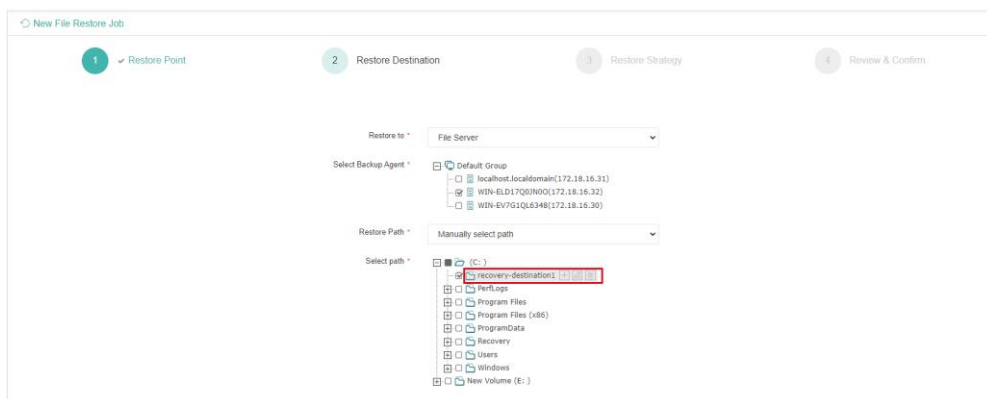 New File Restore Job
1 Restore Point 2 Restore Destination 3 Restore Strategy 4 Review & Confirm
Restore to * File Server
Select Backup Agent * Default Group
localhost.localdomain(172.18.16.31)
WIN-ELD17Q0JN0O(172.18.16.32)
WIN-EV7G1QL6348(172.18.16.30)
Restore Path * Manually select path
Select path * (C: )
recovery-destination1
PerfLogs
Program Files
Program Files (x86)
ProgramData
Recovery
Users
Windows
New Volume (E: )